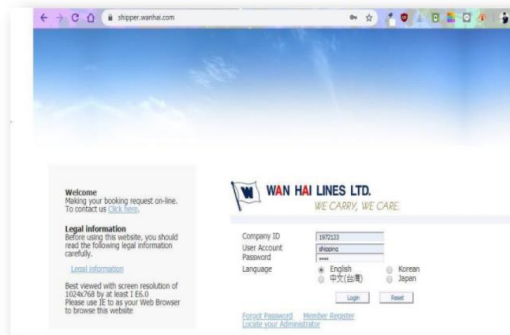 shipper.wanhai.com
Welcome
Making your booking request on-line.
To contact us Click here.
Legal information
Before using this website, you should
read the following legal information
carefully.
Legal information
Best viewed with screen resolution of
1024x768 by at least I E6.0
Please use IE to as your Web Browser
to browse this website
W
WAN HAI LINES LTD.
WE CARRY, WE CARE.
Company ID 1972123
User Account shipping
Password ****
Language English Korean
中文(台灣) Japan
Login Reset
Forgot Password Member Register
Locate your Administrator